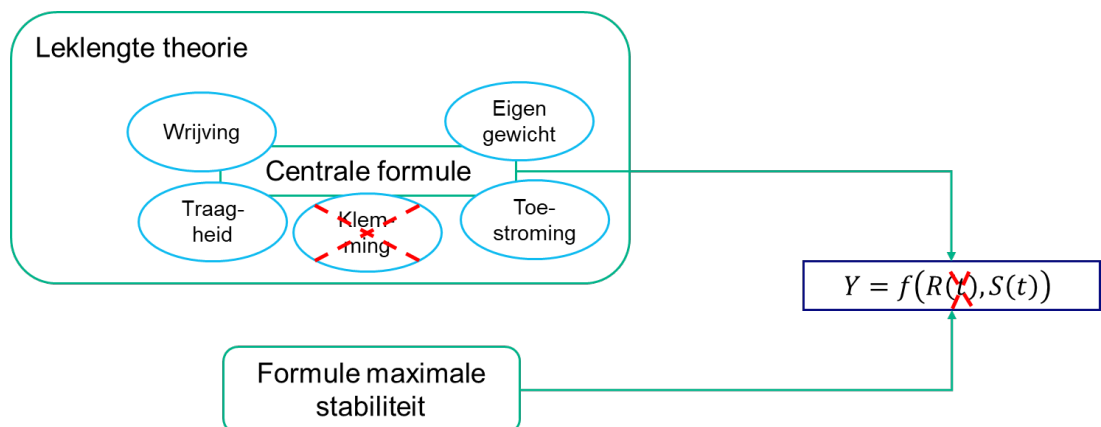 Leklengte theorie
Wrijving
Eigen
gewicht
Centrale formule
Traag-
heid
Klem-
ming
Toe-
stroming
Y = f(R(t), S(t))
Formule maximale
stabiliteit